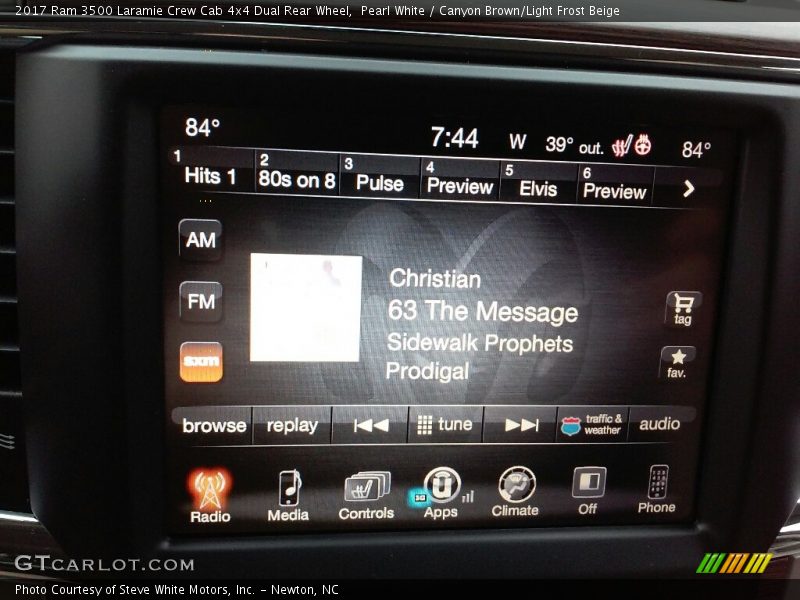 2017 Ram 3500 Laramie Crew Cab 4x4 Dual Rear Wheel, Pearl White / Canyon Brown/Light Frost Beige
84° 7:44 W 39° out. 84°
1 Hits 1 2 80s on 8 3 Pulse 4 Preview 5 Elvis 6 Preview
AM
FM
sxm
Christian
63 The Message
Sidewalk Prophets
Prodigal
tag
fav.
browse replay tune traffic & weather audio
3G
Radio Media Controls Apps Climate Off Phone
GTCARLOT.COM
Photo Courtesy of Steve White Motors, Inc. – Newton, NC